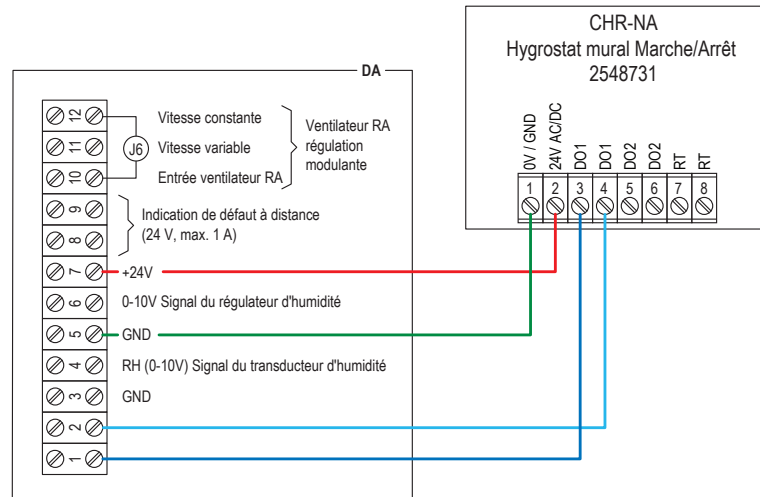 CHR-NA
Hygrostat mural Marche/Arrêt
2548731
0V / GND
24V AC/DC
DO1
DO1
DO2
DO2
RT
RT
1 2 3 4 5 6 7 8
DA
12
Vitesse constante
11
J6
Vitesse variable
10
Entrée ventilateur RA
Ventilateur RA
régulation
modulante
9
8
Indication de défaut à distance
(24 V, max. 1 A)
7
+24V
6
0-10V Signal du régulateur d'humidité
5
GND
4
RH (0-10V) Signal du transducteur d'humidité
3
GND
2
1